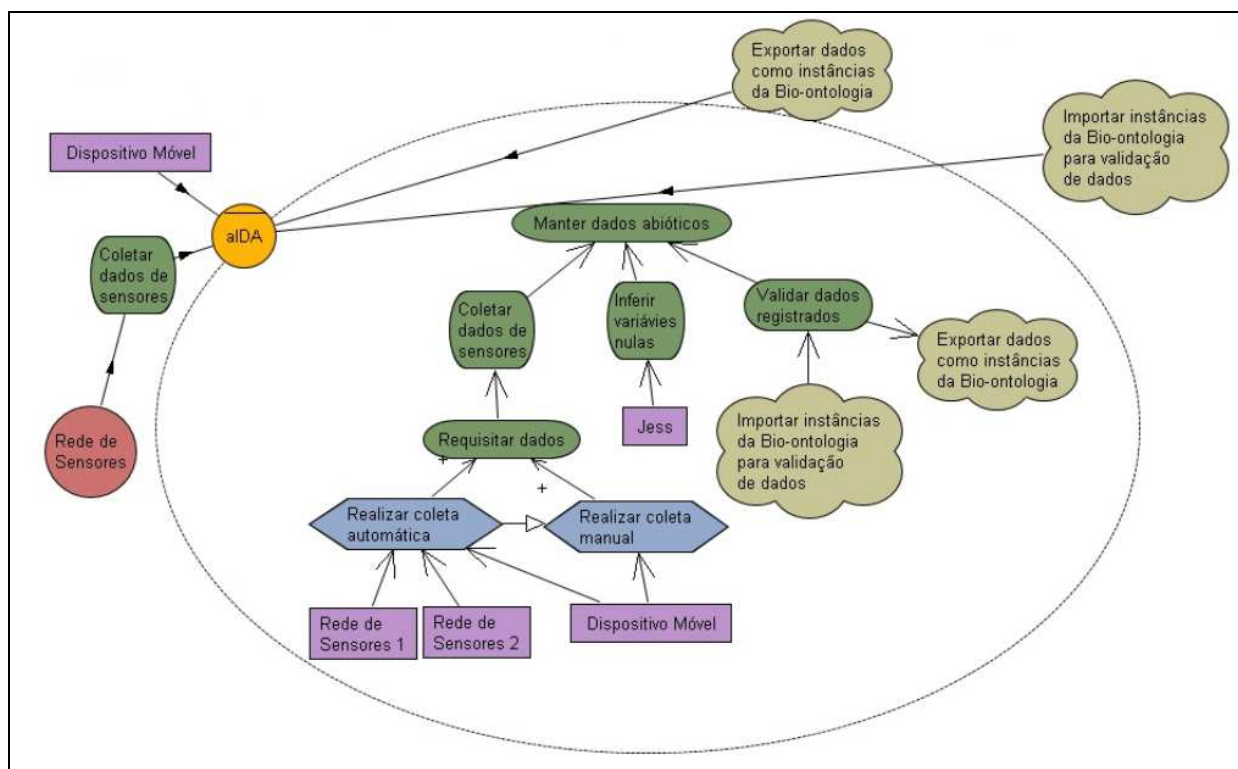 Exportar dados
como instâncias
da Bio-ontologia
Importar instâncias
da Bio-ontologia
para validação
de dados
Dispositivo Móvel
aIDA
Manter dados abióticos
Coletar
dados de
sensores
Coletar
dados de
sensores
Inferir
variávies
nulas
Validar dados
registrados
Exportar dados
como instâncias
da Bio-ontologia
Rede de
Sensores
Requisitar dados
Jess
Importar instâncias
da Bio-ontologia
para validação
de dados
+
+
Realizar coleta
automática
Realizar coleta
manual
Rede de
Sensores 1
Rede de
Sensores 2
Dispositivo Móvel